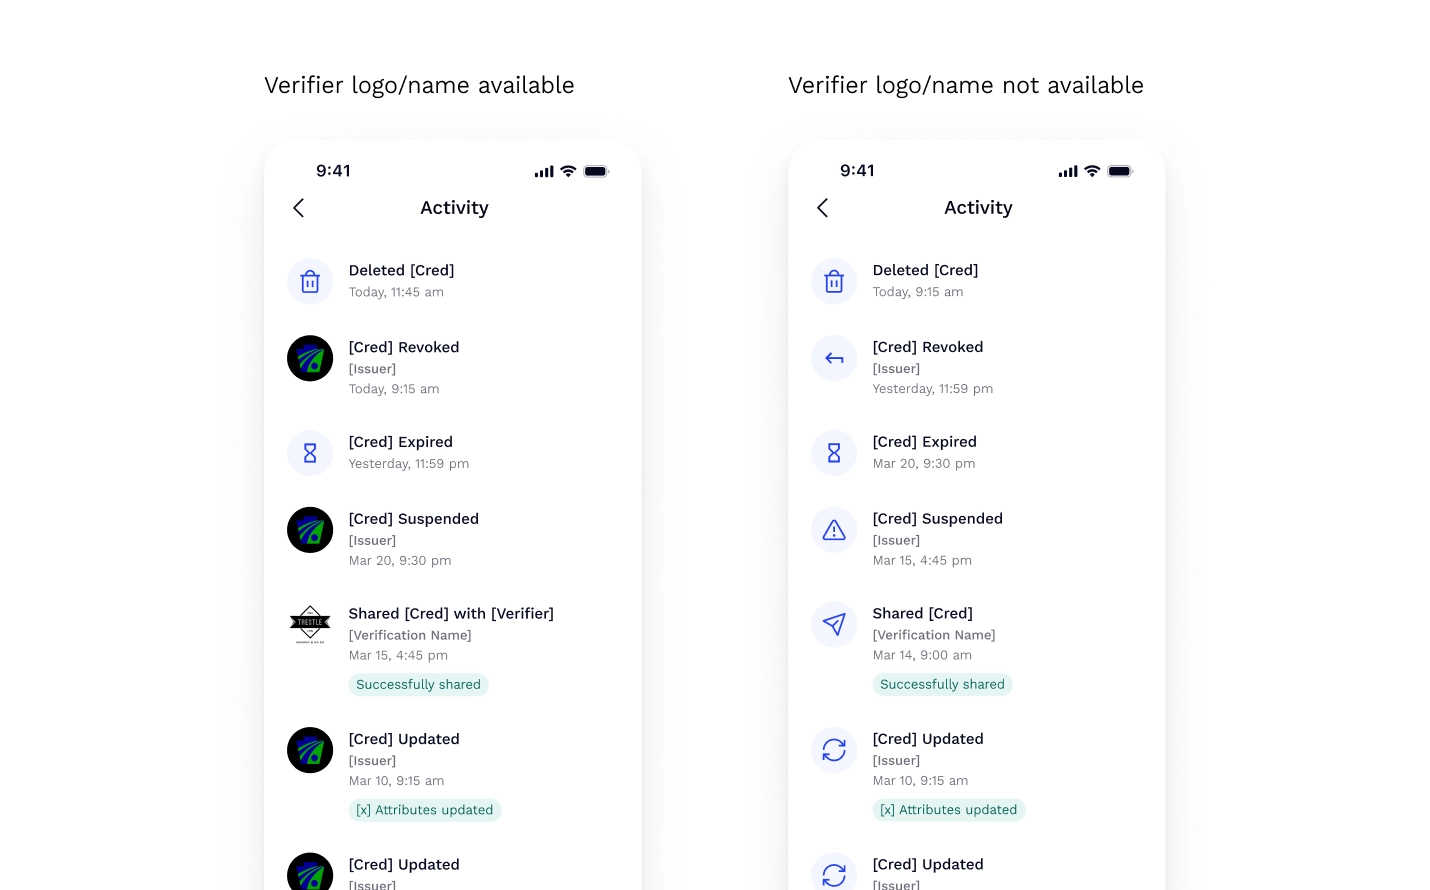 Verifier logo/name available
9:41
Activity
Deleted [Cred]
Today, 11:45 am
[Cred] Revoked
[Issuer]
Today, 9:15 am
[Cred] Expired
Yesterday, 11:59 pm
[Cred] Suspended
[Issuer]
Mar 20, 9:30 pm
TRESTLE
Shared [Cred] with [Verifier]
[Verification Name]
Mar 15, 4:45 pm
Successfully shared
[Cred] Updated
[Issuer]
Mar 10, 9:15 am
[x] Attributes updated
[Cred] Updated
[Issuer]
Verifier logo/name not available
9:41
Activity
Deleted [Cred]
Today, 9:15 am
[Cred] Revoked
[Issuer]
Yesterday, 11:59 pm
[Cred] Expired
Mar 20, 9:30 pm
[Cred] Suspended
[Issuer]
Mar 15, 4:45 pm
Shared [Cred]
[Verification Name]
Mar 14, 9:00 am
Successfully shared
[Cred] Updated
[Issuer]
Mar 10, 9:15 am
[x] Attributes updated
[Cred] Updated
[Issuer]